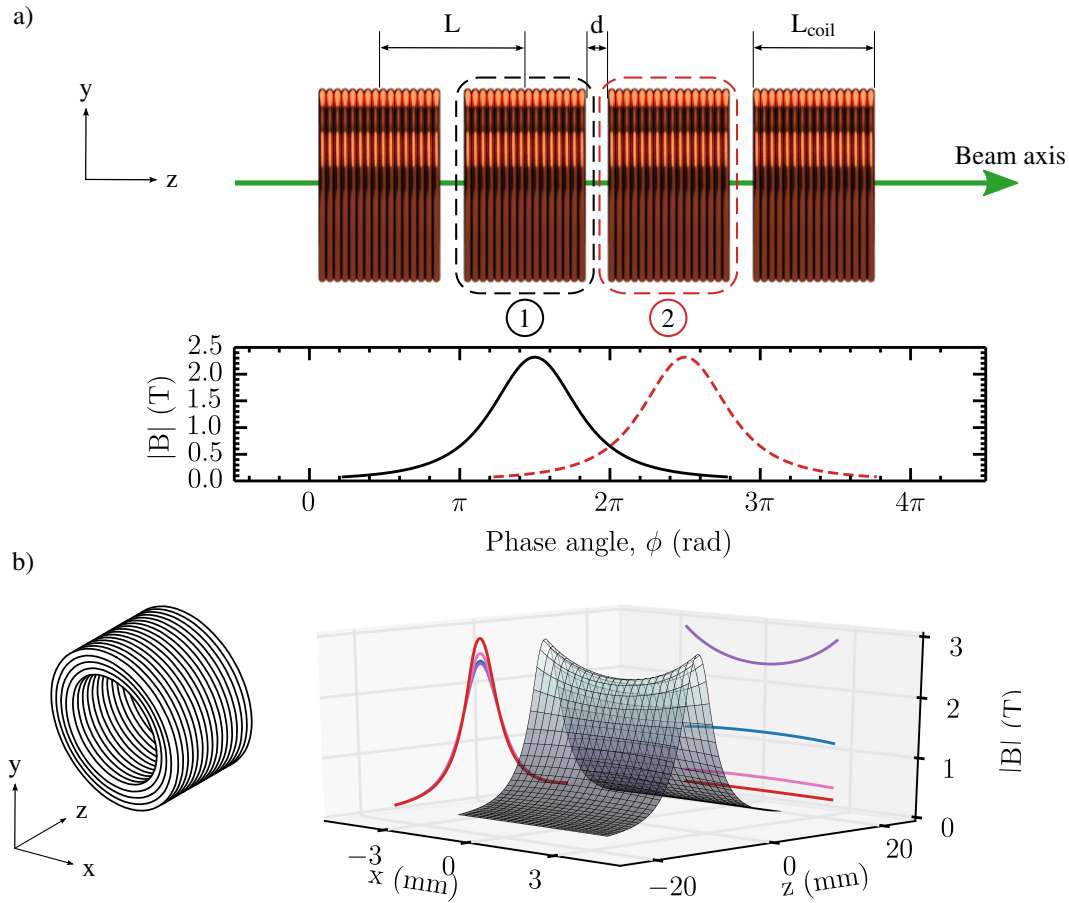 a)
L
d
L_coil
y
z
Beam axis
1
2
2.5
2.0
1.5
1.0
0.5
0.0
|B| (T)
0
π
2π
3π
4π
Phase angle, ϕ (rad)
b)
y
z
x
3
2
1
0
|B| (T)
−3
0
3
x (mm)
−20
0
20
z (mm)